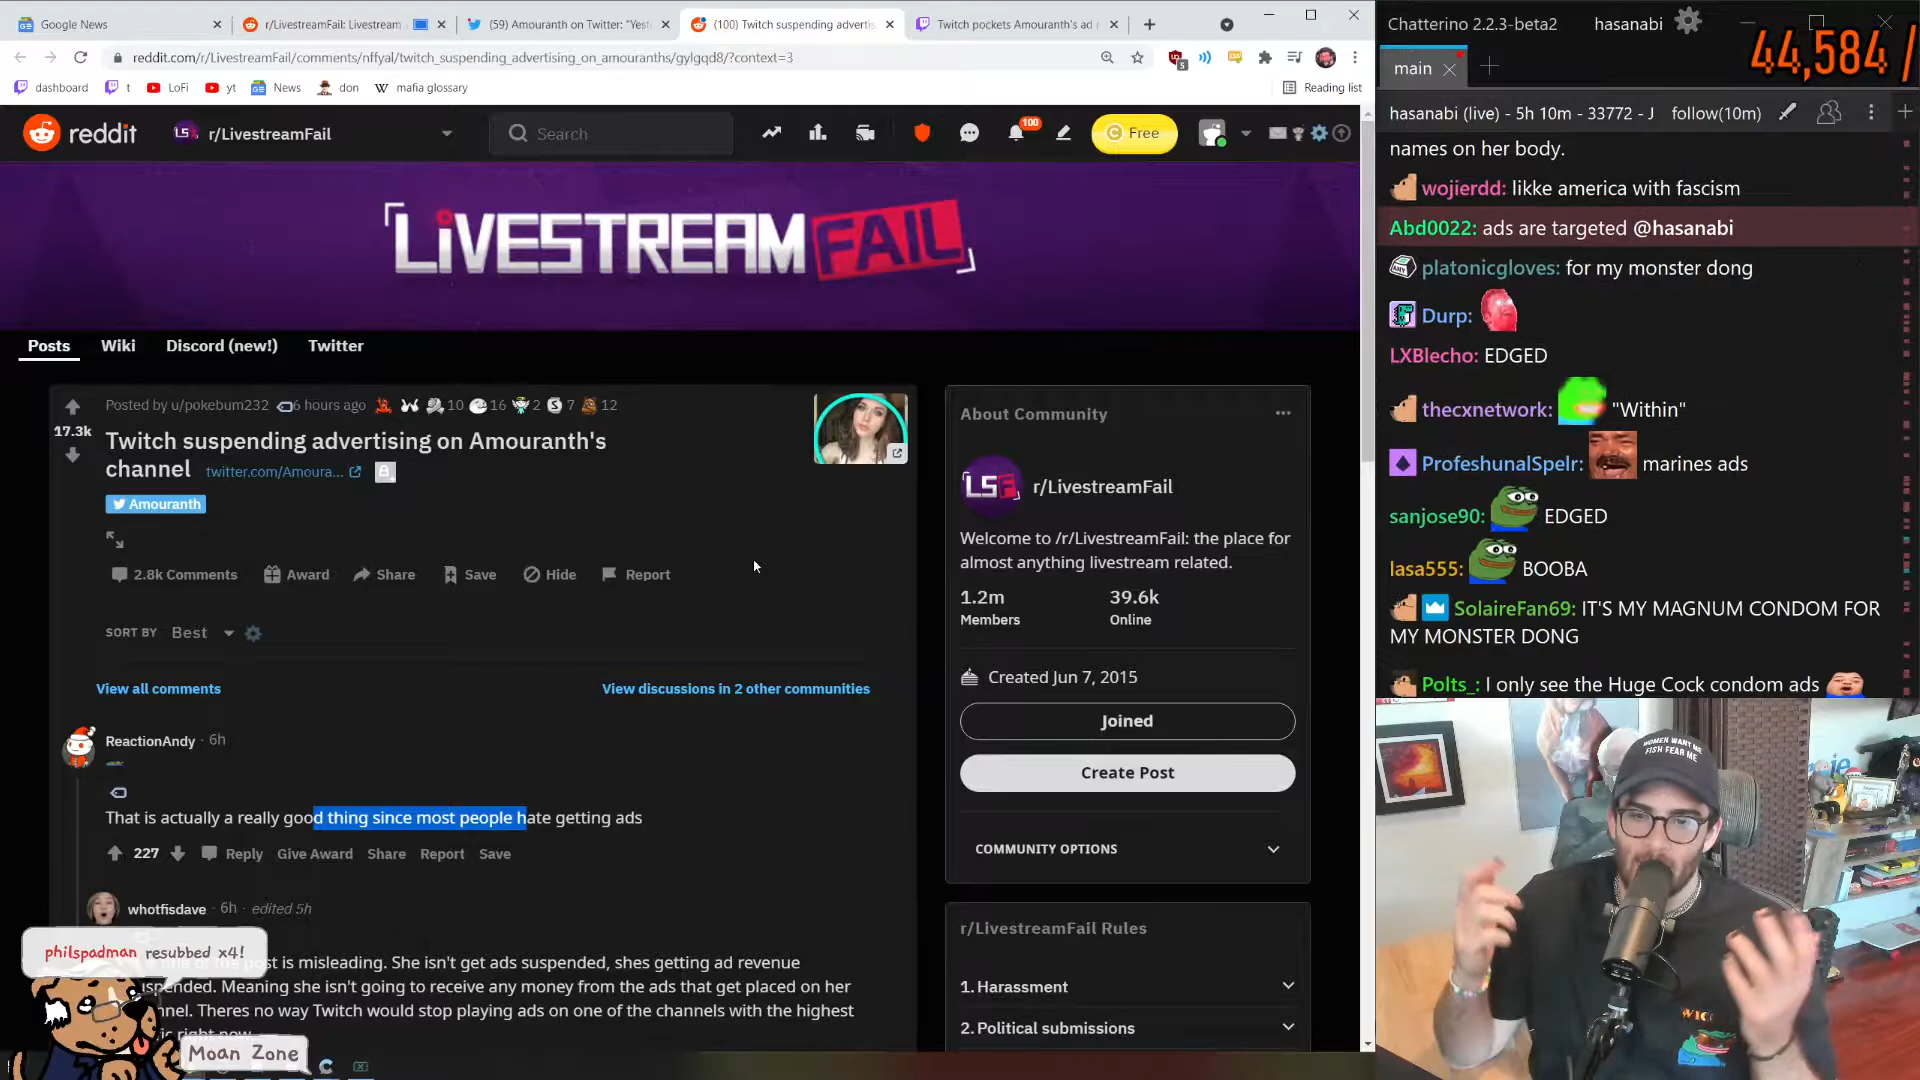 Google News
r/LivestreamFail: Livestream
(59) Amouranth on Twitter: "Yest
(100) Twitch suspending advertis
Twitch pockets Amouranth's ad r
reddit.com/r/LivestreamFail/comments/nffyal/twitch_suspending_advertising_on_amouranths/gylgqd8/?context=3
dashboard
t
LoFi
yt
News
don
mafia glossary
Reading list
reddit
r/LivestreamFail
Search
100
Free
LIVESTREAM FAIL
Posts
Wiki
Discord (new!)
Twitter
Posted by u/pokebum232
6 hours ago
10
16
2
7
12
17.3k
Twitch suspending advertising on Amouranth's
channel
twitter.com/Amoura...
Amouranth
2.8k Comments
Award
Share
Save
Hide
Report
SORT BY Best
View all comments
View discussions in 2 other communities
ReactionAndy · 6h
That is actually a really good thing since most people hate getting ads
227
Reply
Give Award
Share
Report
Save
whotfisdave · 6h · edited 5h
st is misleading. She isn't get ads suspended, shes getting ad revenue
pended. Meaning she isn't going to receive any money from the ads that get placed on her
nnel. Theres no way Twitch would stop playing ads on one of the channels with the highest
right now.
philspadman resubbed x4!
Moan Zone
About Community
LSF
r/LivestreamFail
Welcome to /r/LivestreamFail: the place for
almost anything livestream related.
1.2m
Members
39.6k
Online
Created Jun 7, 2015
Joined
Create Post
COMMUNITY OPTIONS
r/LivestreamFail Rules
1. Harassment
2. Political submissions
Chatterino 2.2.3-beta2
hasanabi
44,584 /
main
hasanabi (live) - 5h 10m - 33772 - J
follow(10m)
names on her body.
wojierdd: likke america with fascism
Abd0022: ads are targeted @hasanabi
platonicgloves: for my monster dong
Durp:
LXBlecho: EDGED
thecxnetwork: "Within"
ProfeshunalSpelr: marines ads
sanjose90: EDGED
lasa555: BOOBA
SolaireFan69: IT'S MY MAGNUM CONDOM FOR
MY MONSTER DONG
Polts_: I only see the Huge Cock condom ads
WOMEN WANT ME
FISH FEAR ME